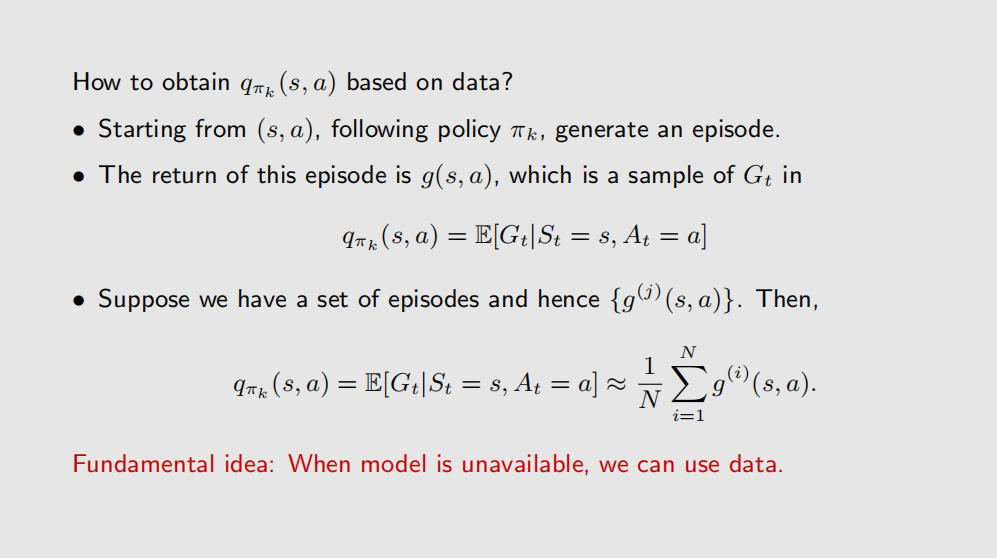 How to obtain $q_{\pi_k}(s, a)$ based on data?
• Starting from $(s, a)$, following policy $\pi_k$, generate an episode.
• The return of this episode is $g(s, a)$, which is a sample of $G_t$ in
$q_{\pi_k}(s, a) = \mathbb{E}[G_t|S_t = s, A_t = a]$
• Suppose we have a set of episodes and hence $\{g^{(j)}(s, a)\}$. Then,
$q_{\pi_k}(s, a) = \mathbb{E}[G_t|S_t = s, A_t = a] \approx \frac{1}{N} \sum_{i=1}^{N} g^{(i)}(s, a).$
Fundamental idea: When model is unavailable, we can use data.